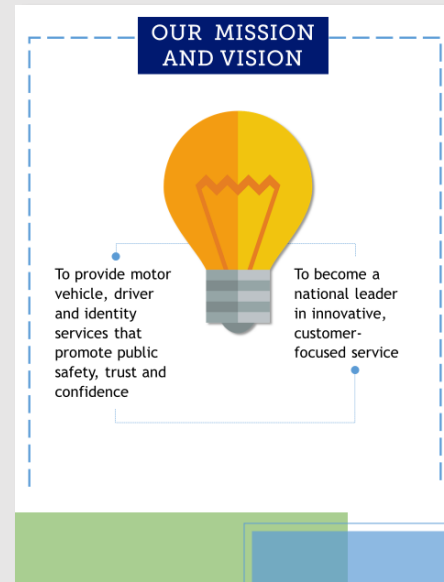 OUR MISSION
AND VISION
To provide motor
vehicle, driver
and identity
services that
promote public
safety, trust and
confidence
To become a
national leader
in innovative,
customer-
focused service